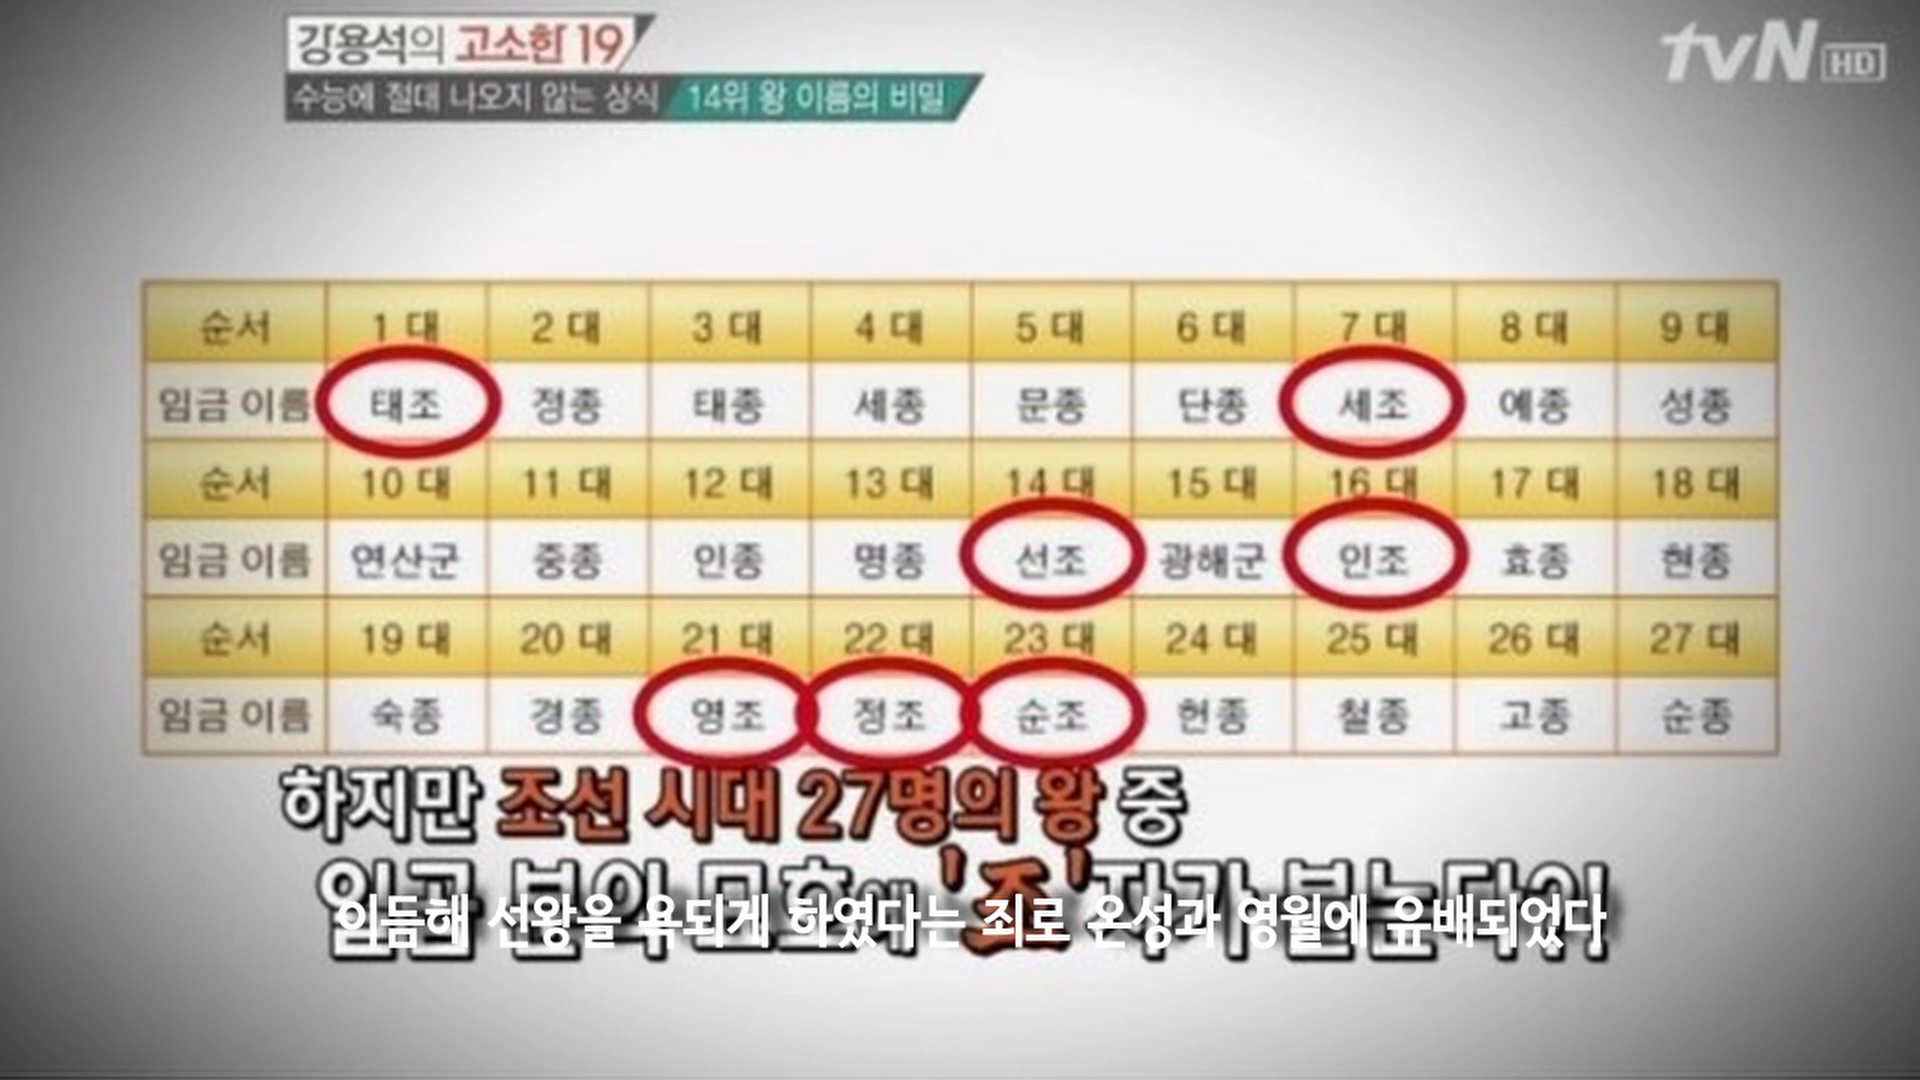 강용석의 고소한 19
tvN HD
수능에 절대 나오지 않는 상식 14위 왕 이름의 비밀
순서 1 대 2 대 3 대 4 대 5 대 6 대 7 대 8 대 9 대
임금 이름 태조 정종 태종 세종 문종 단종 세조 예종 성종
순서 10 대 11 대 12 대 13 대 14 대 15 대 16 대 17 대 18 대
임금 이름 연산군 중종 인종 명종 선조 광해군 인조 효종 현종
순서 19 대 20 대 21 대 22 대 23 대 24 대 25 대 26 대 27 대
임금 이름 숙종 경종 영조 정조 순조 헌종 철종 고종 순종
하지만 조선 시대 27명의 왕 중
'조'
이듬해 선왕을 욕되게 하였다는 죄로 온성과 영월에 유배되었다